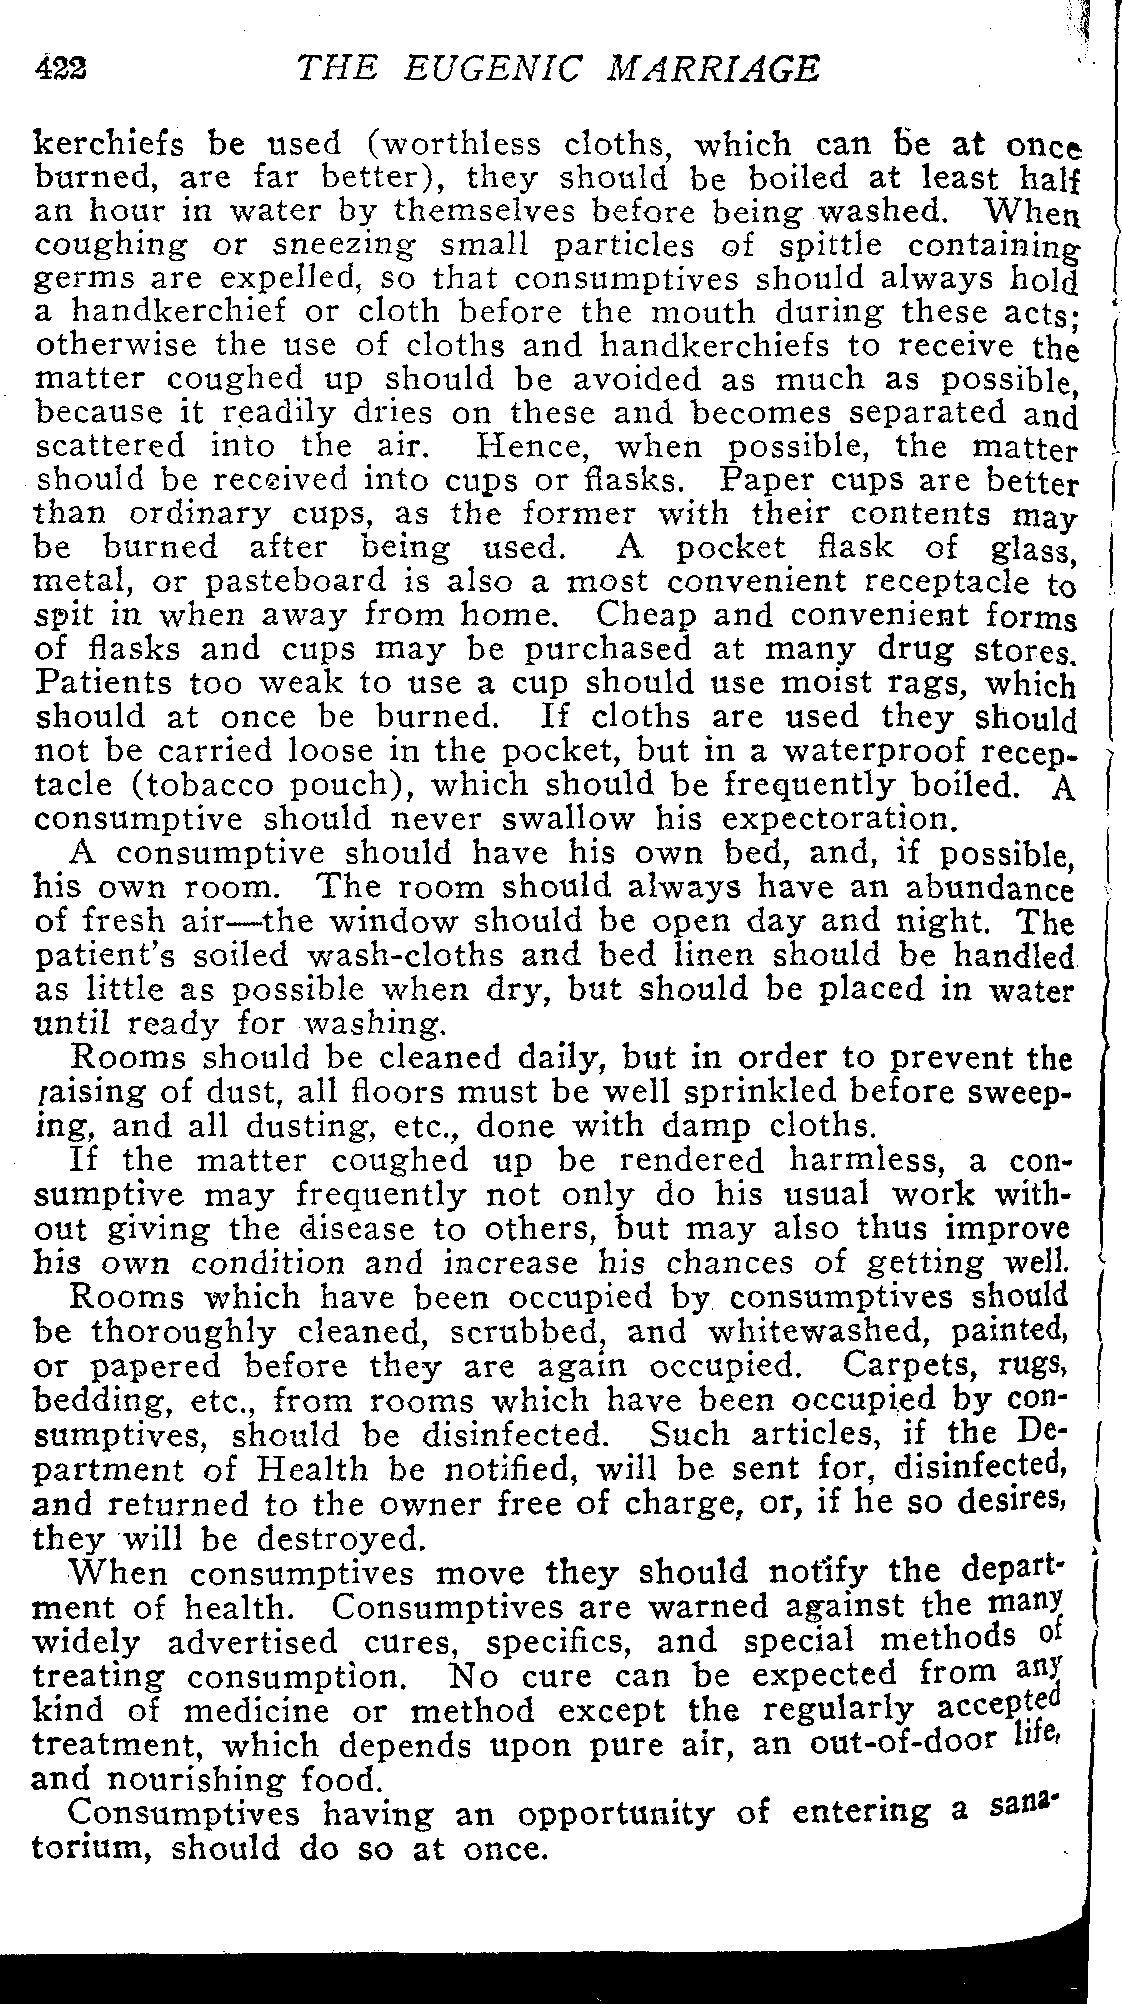 422 THE EUGENIC MARRIAGE
kerchiefs be used (worthless cloths, which can be at once
burned, are far better), they should be boiled at least half
an hour in water by themselves before being washed. When
coughing or sneezing small particles of spittle containing
germs are expelled, so that consumptives should always hold
a handkerchief or cloth before the mouth during these acts;
otherwise the use of cloths and handkerchiefs to receive the
matter coughed up should be avoided as much as possible,
because it readily dries on these and becomes separated and
scattered into the air. Hence, when possible, the matter
should be received into cups or flasks. Paper cups are better
than ordinary cups, as the former with their contents may
be burned after being used. A pocket flask of glass,
metal, or pasteboard is also a most convenient receptacle to
spit in when away from home. Cheap and convenient forms
of flasks and cups may be purchased at many drug stores.
Patients too weak to use a cup should use moist rags, which
should at once be burned. If cloths are used they should
not be carried loose in the pocket, but in a waterproof recep-
tacle (tobacco pouch), which should be frequently boiled. A
consumptive should never swallow his expectoration.
A consumptive should have his own bed, and, if possible,
his own room. The room should always have an abundance
of fresh air—the window should be open day and night. The
patient's soiled wash-cloths and bed linen should be handled
as little as possible when dry, but should be placed in water
until ready for washing.
Rooms should be cleaned daily, but in order to prevent the
raising of dust, all floors must be well sprinkled before sweep-
ing, and all dusting, etc., done with damp cloths.
If the matter coughed up be rendered harmless, a con-
sumptive may frequently not only do his usual work with-
out giving the disease to others, but may also thus improve
his own condition and increase his chances of getting well.
Rooms which have been occupied by consumptives should
be thoroughly cleaned, scrubbed, and whitewashed, painted,
or papered before they are again occupied. Carpets, rugs,
bedding, etc., from rooms which have been occupied by con-
sumptives, should be disinfected. Such articles, if the De-
partment of Health be notified, will be sent for, disinfected,
and returned to the owner free of charge, or, if he so desires,
they will be destroyed.
When consumptives move they should notify the depart-
ment of health. Consumptives are warned against the many
widely advertised cures, specifics, and special methods of
treating consumption. No cure can be expected from any
kind of medicine or method except the regularly accepted
treatment, which depends upon pure air, an out-of-door life,
and nourishing food.
Consumptives having an opportunity of entering a sana-
torium, should do so at once.